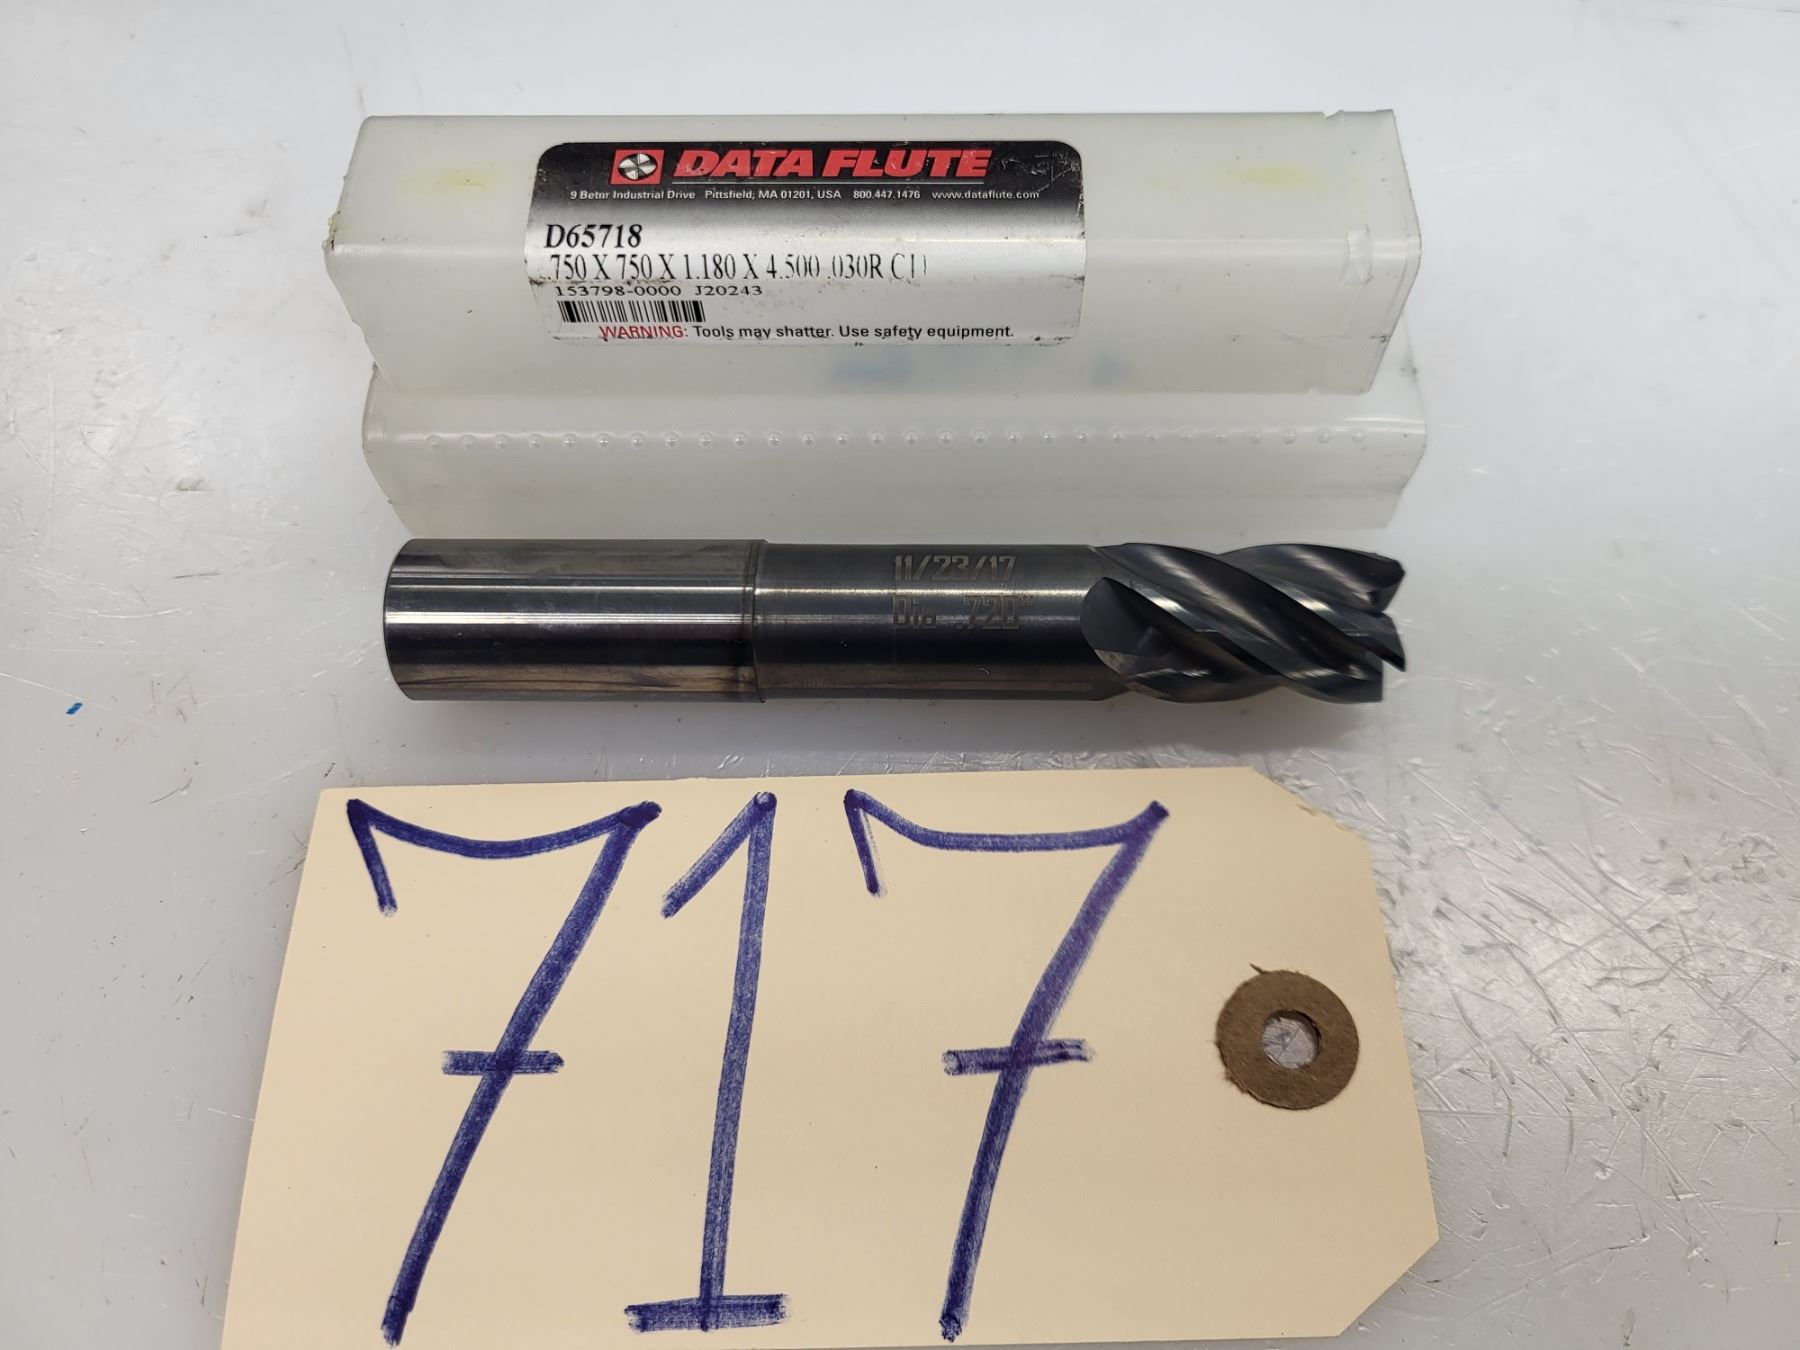 DATA FLUTE
9 Betnr Industrial Drive Pittsfield, MA 01201, USA 800.447.1476 www.dataflute.com
D65718
.750 X 750 X 1.180 X 4.500 .030R
153798-0000 J20243
WARNING: Tools may shatter. Use safety equipment.
11/23/17
Dia .720"
717